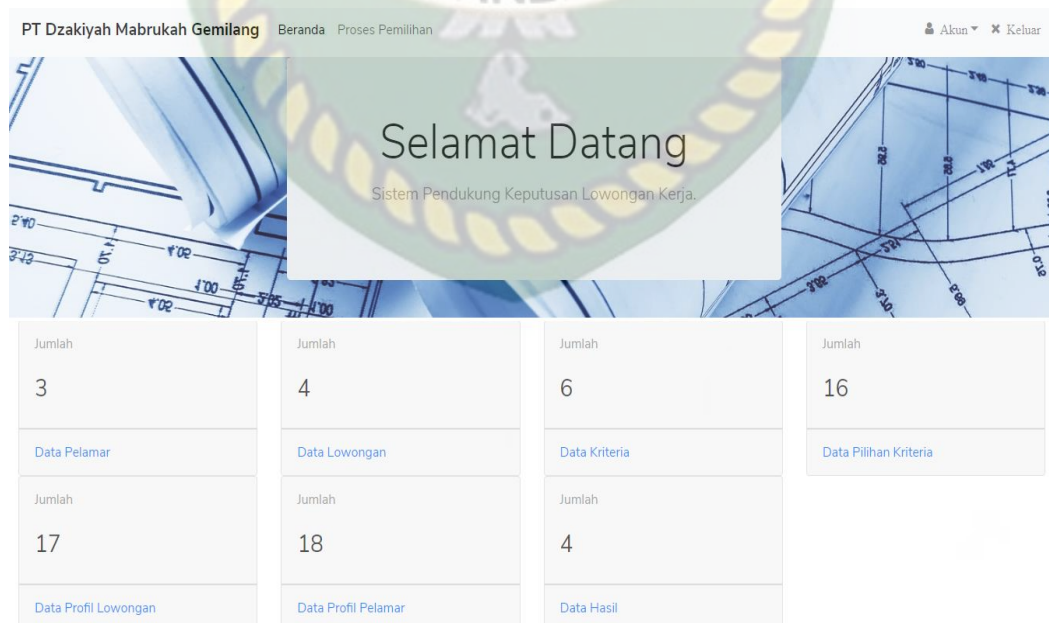 PT Dzakiyah Mabrukah Gemilang Beranda Proses Pemilihan Akun Keluar
Selamat Datang
Sistem Pendukung Keputusan Lowongan Kerja.
Jumlah Jumlah Jumlah Jumlah
3 4 6 16
Data Pelamar Data Lowongan Data Kriteria Data Pilihan Kriteria
Jumlah Jumlah Jumlah
17 18 4
Data Profil Lowongan Data Profil Pelamar Data Hasil